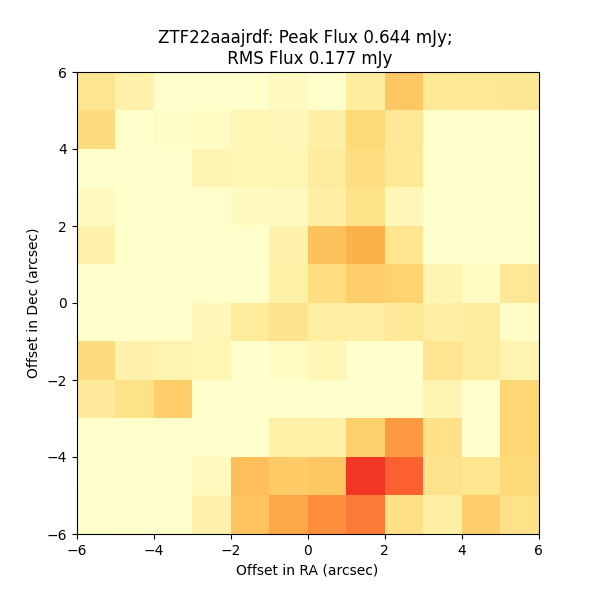 ZTF22aaajrdf: Peak Flux 0.644 mJy;
RMS Flux 0.177 mJy
6
4
2
0
−2
−4
−6
Offset in Dec (arcsec)
−6 −4 −2 0 2 4 6
Offset in RA (arcsec)